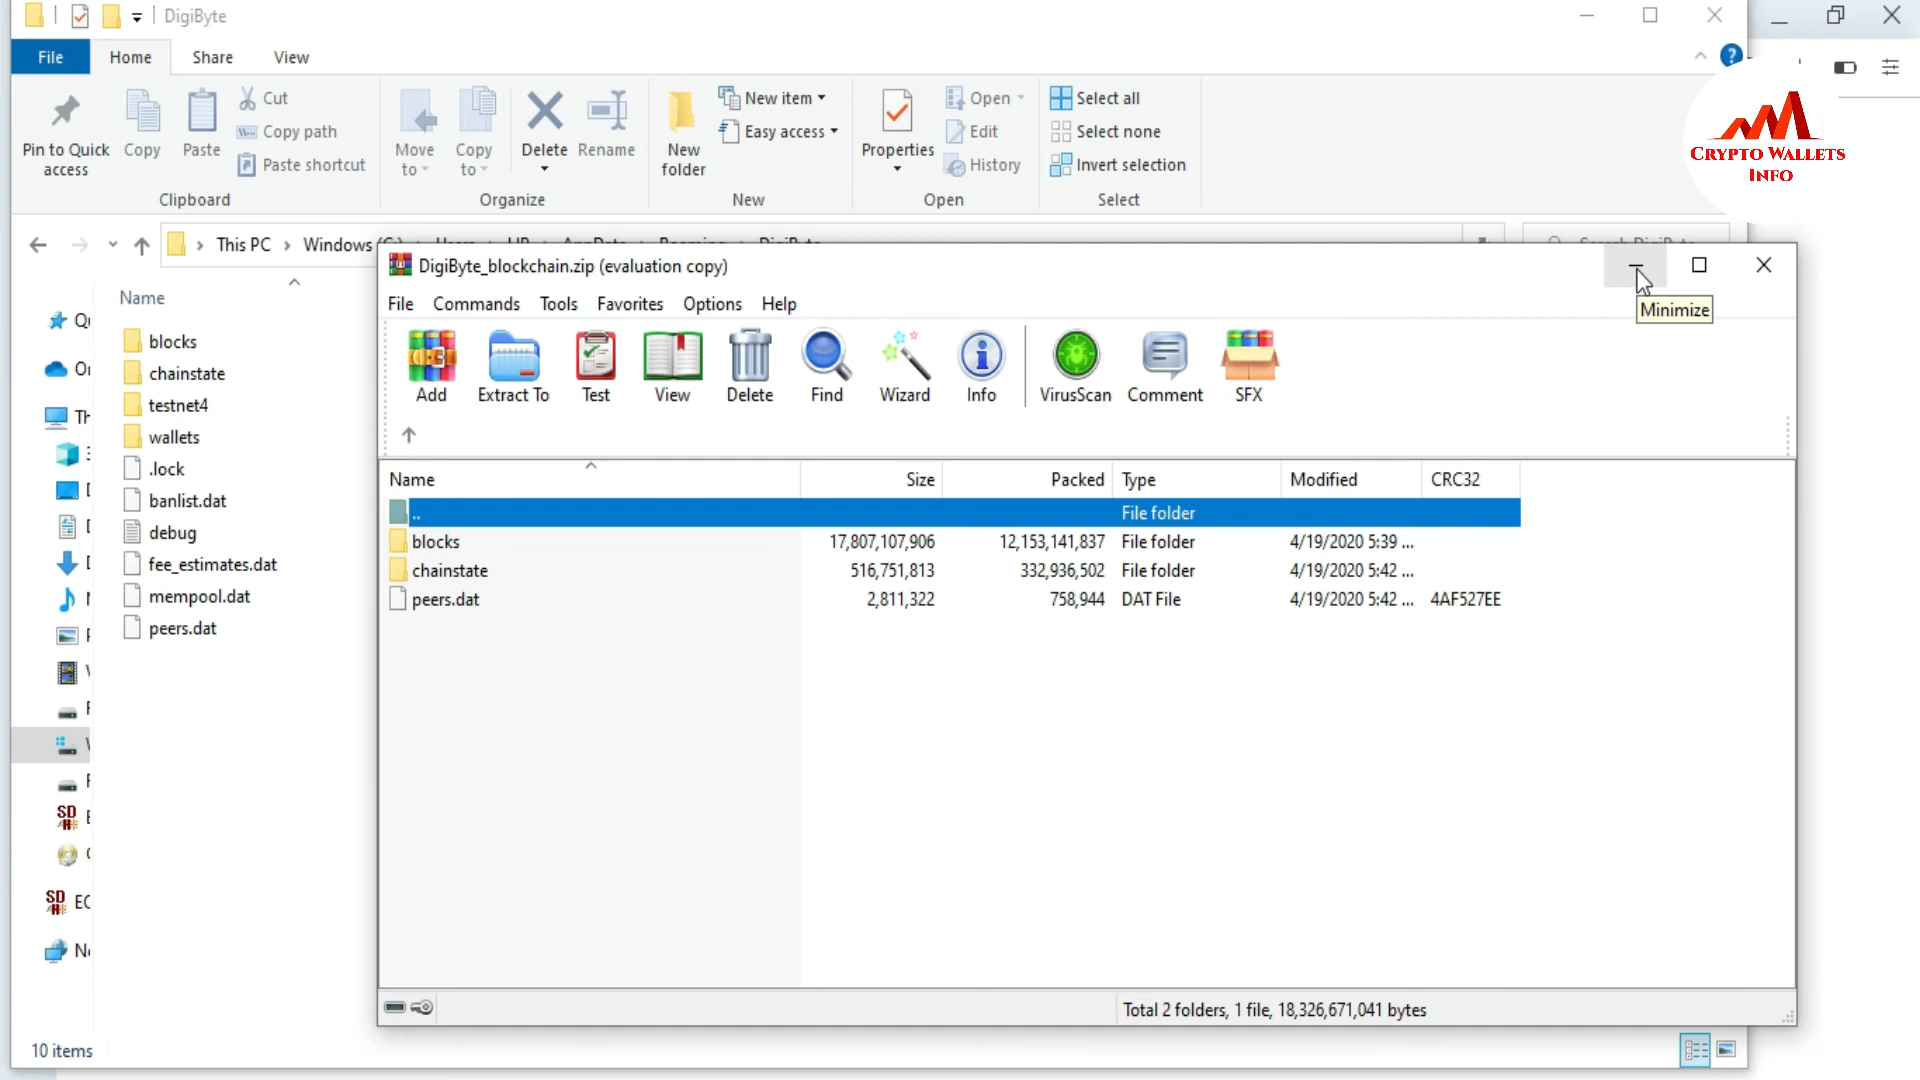 DigiByte
File Home Share View
Pin to Quick access
Copy
Paste
Cut
Copy path
Paste shortcut
Move to
Copy to
Delete
Rename
New folder
New item
Easy access
Properties
Open
Edit
History
Select all
Select none
Invert selection
Clipboard Organize New Open Select
CRYPTO WALLETS
INFO
This PC Windows
Name
blocks
chainstate
testnet4
wallets
.lock
banlist.dat
debug
fee_estimates.dat
mempool.dat
peers.dat
10 items
DigiByte_blockchain.zip (evaluation copy)
Minimize
File Commands Tools Favorites Options Help
Add Extract To Test View Delete Find Wizard Info VirusScan Comment SFX
Name Size Packed Type Modified CRC32
.. File folder
blocks 17,807,107,906 12,153,141,837 File folder 4/19/2020 5:39 ...
chainstate 516,751,813 332,936,502 File folder 4/19/2020 5:42 ...
peers.dat 2,811,322 758,944 DAT File 4/19/2020 5:42 ... 4AF527EE
Total 2 folders, 1 file, 18,326,671,041 bytes